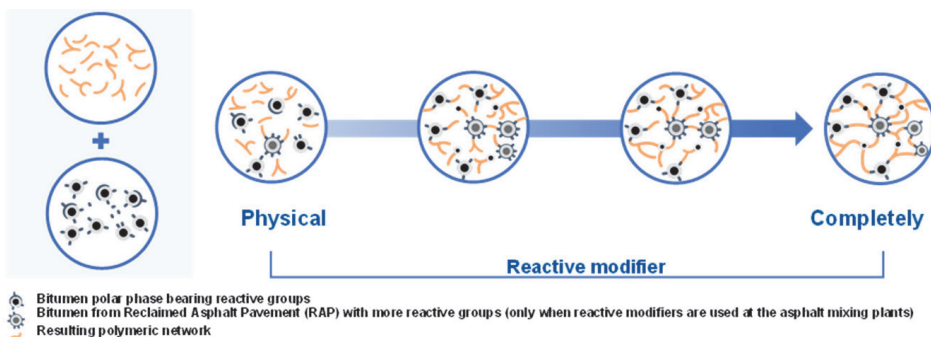 Physical
Completely
Reactive modifier
Bitumen polar phase bearing reactive groups
Bitumen from Reclaimed Asphalt Pavement (RAP) with more reactive groups (only when reactive modifiers are used at the asphalt mixing plants)
Resulting polymeric network